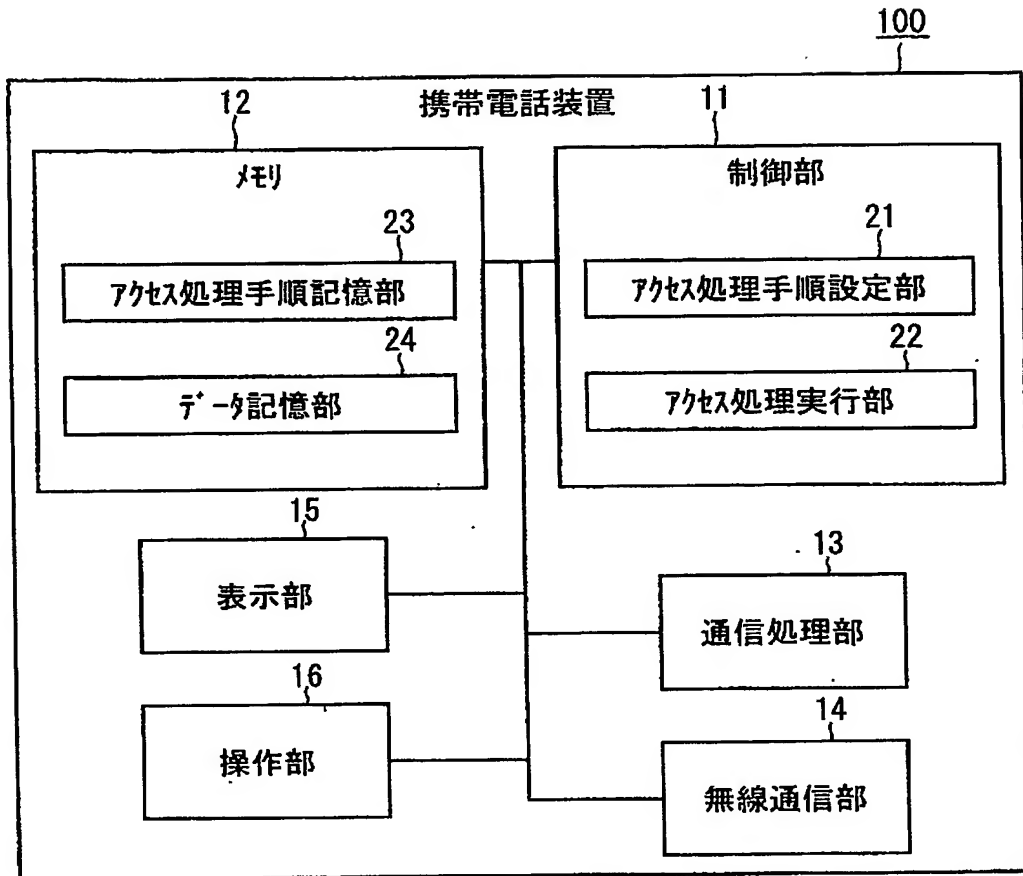 100
携帯電話装置
12
メモリ
23
アクセス処理手順記憶部
24
データ記憶部
11
制御部
21
アクセス処理手順設定部
22
アクセス処理実行部
15
表示部
16
操作部
13
通信処理部
14
無線通信部